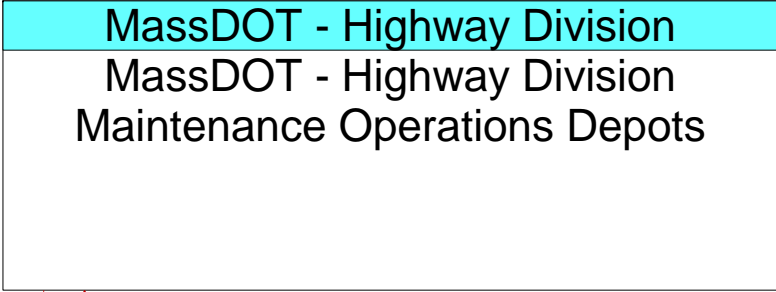 MassDOT - Highway Division
MassDOT - Highway Division
Maintenance Operations Depots